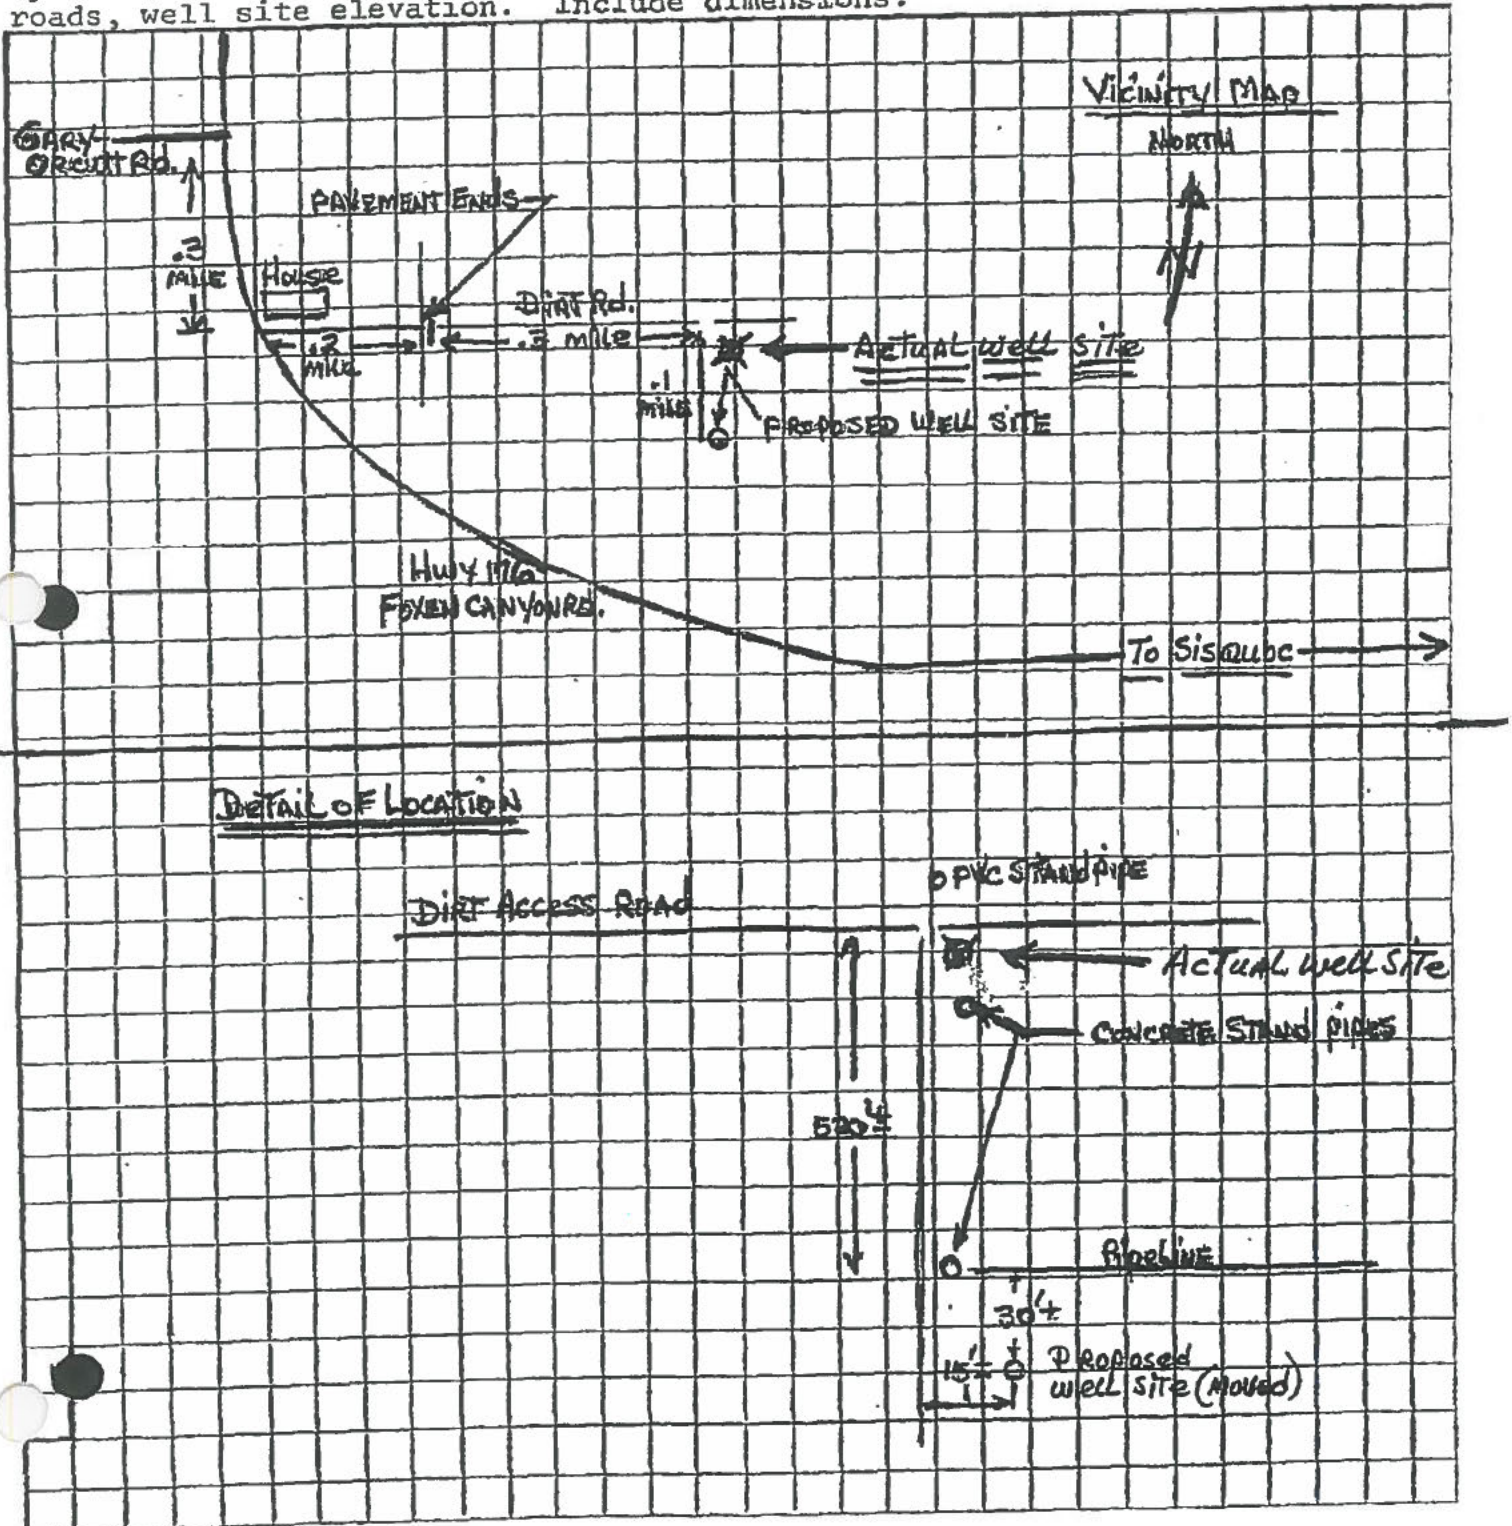 roads, well site elevation. Include dimensions.
VICINITY MAP
NORTH
N
GARY
ORCUTT Rd.
PAVEMENT ENDS
.3
MILE
HOUSE
DIRT Rd.
.2
MILE
.3 MILE
ACTUAL WELL SITE
.1
MILE
PROPOSED WELL SITE
HWY 176
FOXEN CANYON RD.
TO SISQUOC
DETAIL OF LOCATION
PVC STANDPIPE
DIRT ACCESS ROAD
ACTUAL WELL SITE
CONCRETE STAND PIPES
520'±
PIPELINE
30'±
15'±
PROPOSED
WELL SITE (MOVED)